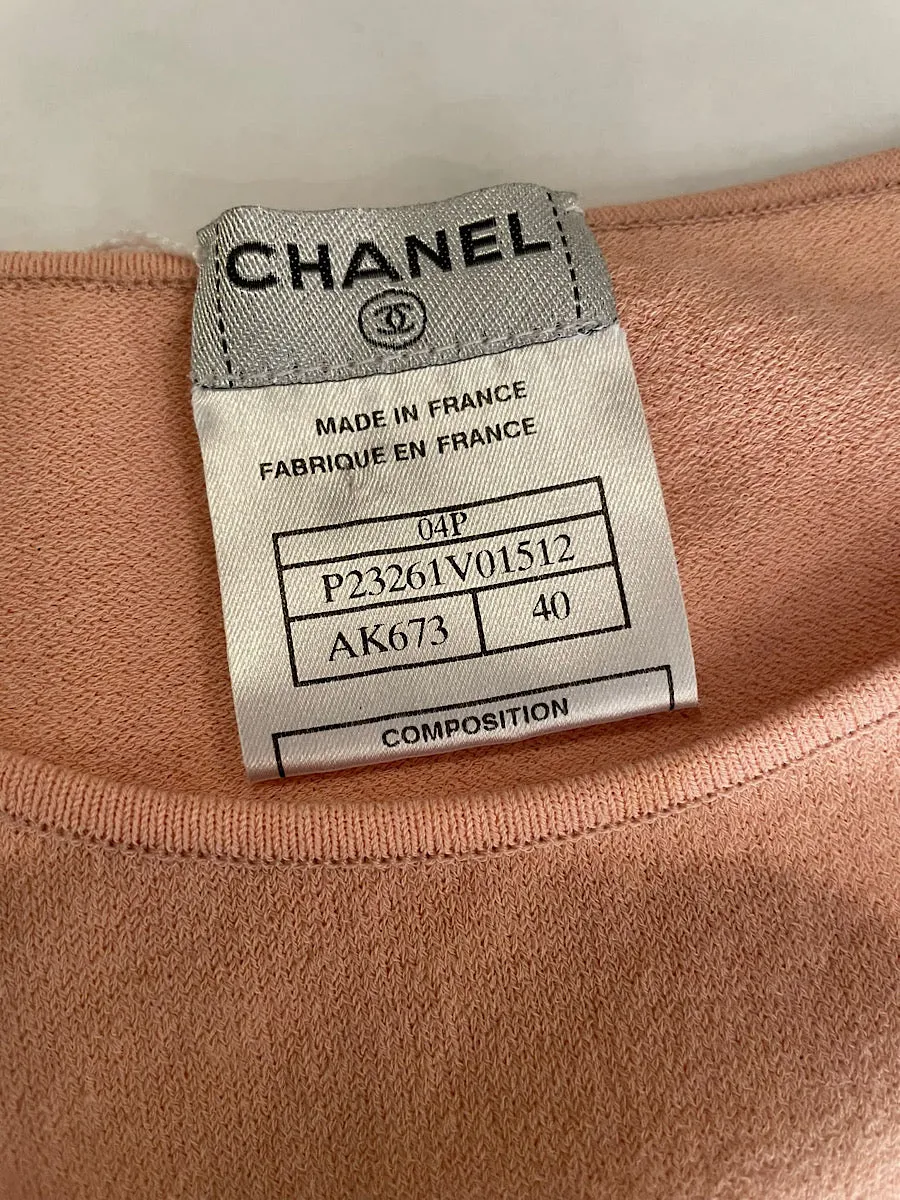 CHANEL
MADE IN FRANCE
FABRIQUE EN FRANCE
04P
P23261V01512
AK673 40
COMPOSITION